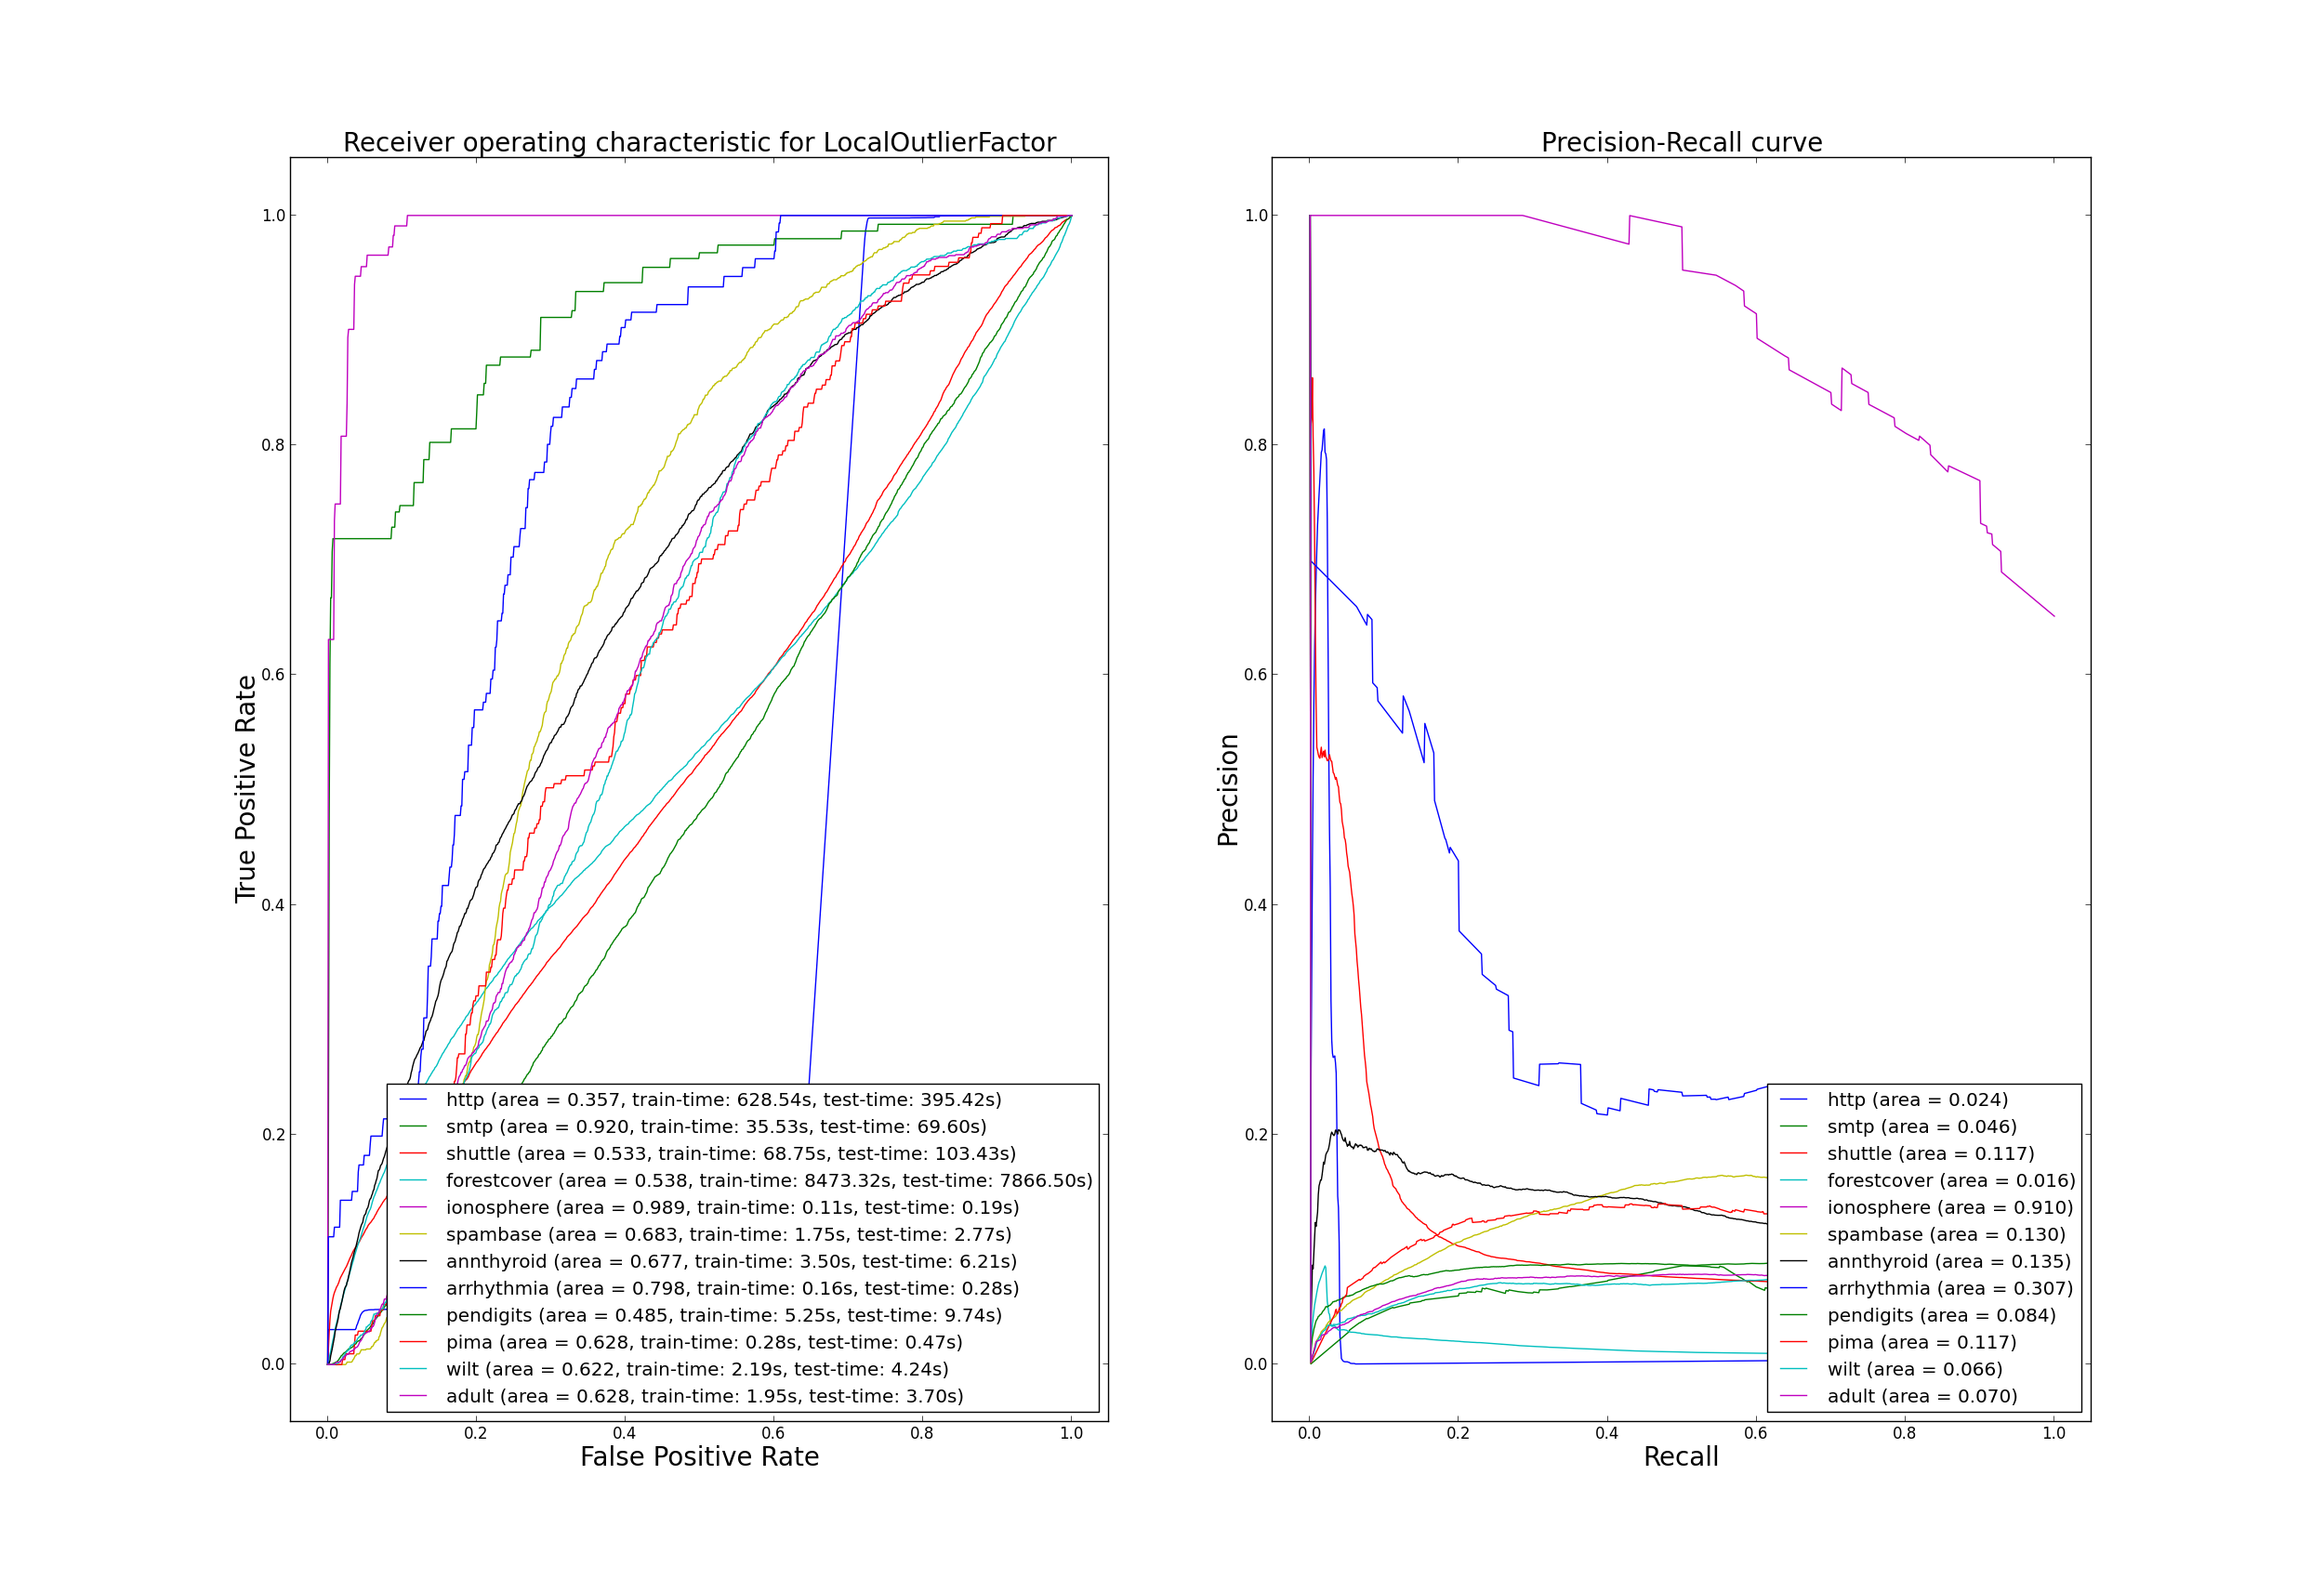 Receiver operating characteristic for LocalOutlierFactor
1.0
0.8
0.6
0.4
0.2
0.0
True Positive Rate
http (area = 0.357, train-time: 628.54s, test-time: 395.42s)
smtp (area = 0.920, train-time: 35.53s, test-time: 69.60s)
shuttle (area = 0.533, train-time: 68.75s, test-time: 103.43s)
forestcover (area = 0.538, train-time: 8473.32s, test-time: 7866.50s)
ionosphere (area = 0.989, train-time: 0.11s, test-time: 0.19s)
spambase (area = 0.683, train-time: 1.75s, test-time: 2.77s)
annthyroid (area = 0.677, train-time: 3.50s, test-time: 6.21s)
arrhythmia (area = 0.798, train-time: 0.16s, test-time: 0.28s)
pendigits (area = 0.485, train-time: 5.25s, test-time: 9.74s)
pima (area = 0.628, train-time: 0.28s, test-time: 0.47s)
wilt (area = 0.622, train-time: 2.19s, test-time: 4.24s)
adult (area = 0.628, train-time: 1.95s, test-time: 3.70s)
0.0 0.2 0.4 0.6 0.8 1.0
False Positive Rate
Precision-Recall curve
1.0
0.8
0.6
0.4
0.2
0.0
Precision
http (area = 0.024)
smtp (area = 0.046)
shuttle (area = 0.117)
forestcover (area = 0.016)
ionosphere (area = 0.910)
spambase (area = 0.130)
annthyroid (area = 0.135)
arrhythmia (area = 0.307)
pendigits (area = 0.084)
pima (area = 0.117)
wilt (area = 0.066)
adult (area = 0.070)
0.0 0.2 0.4 0.6 0.8 1.0
Recall